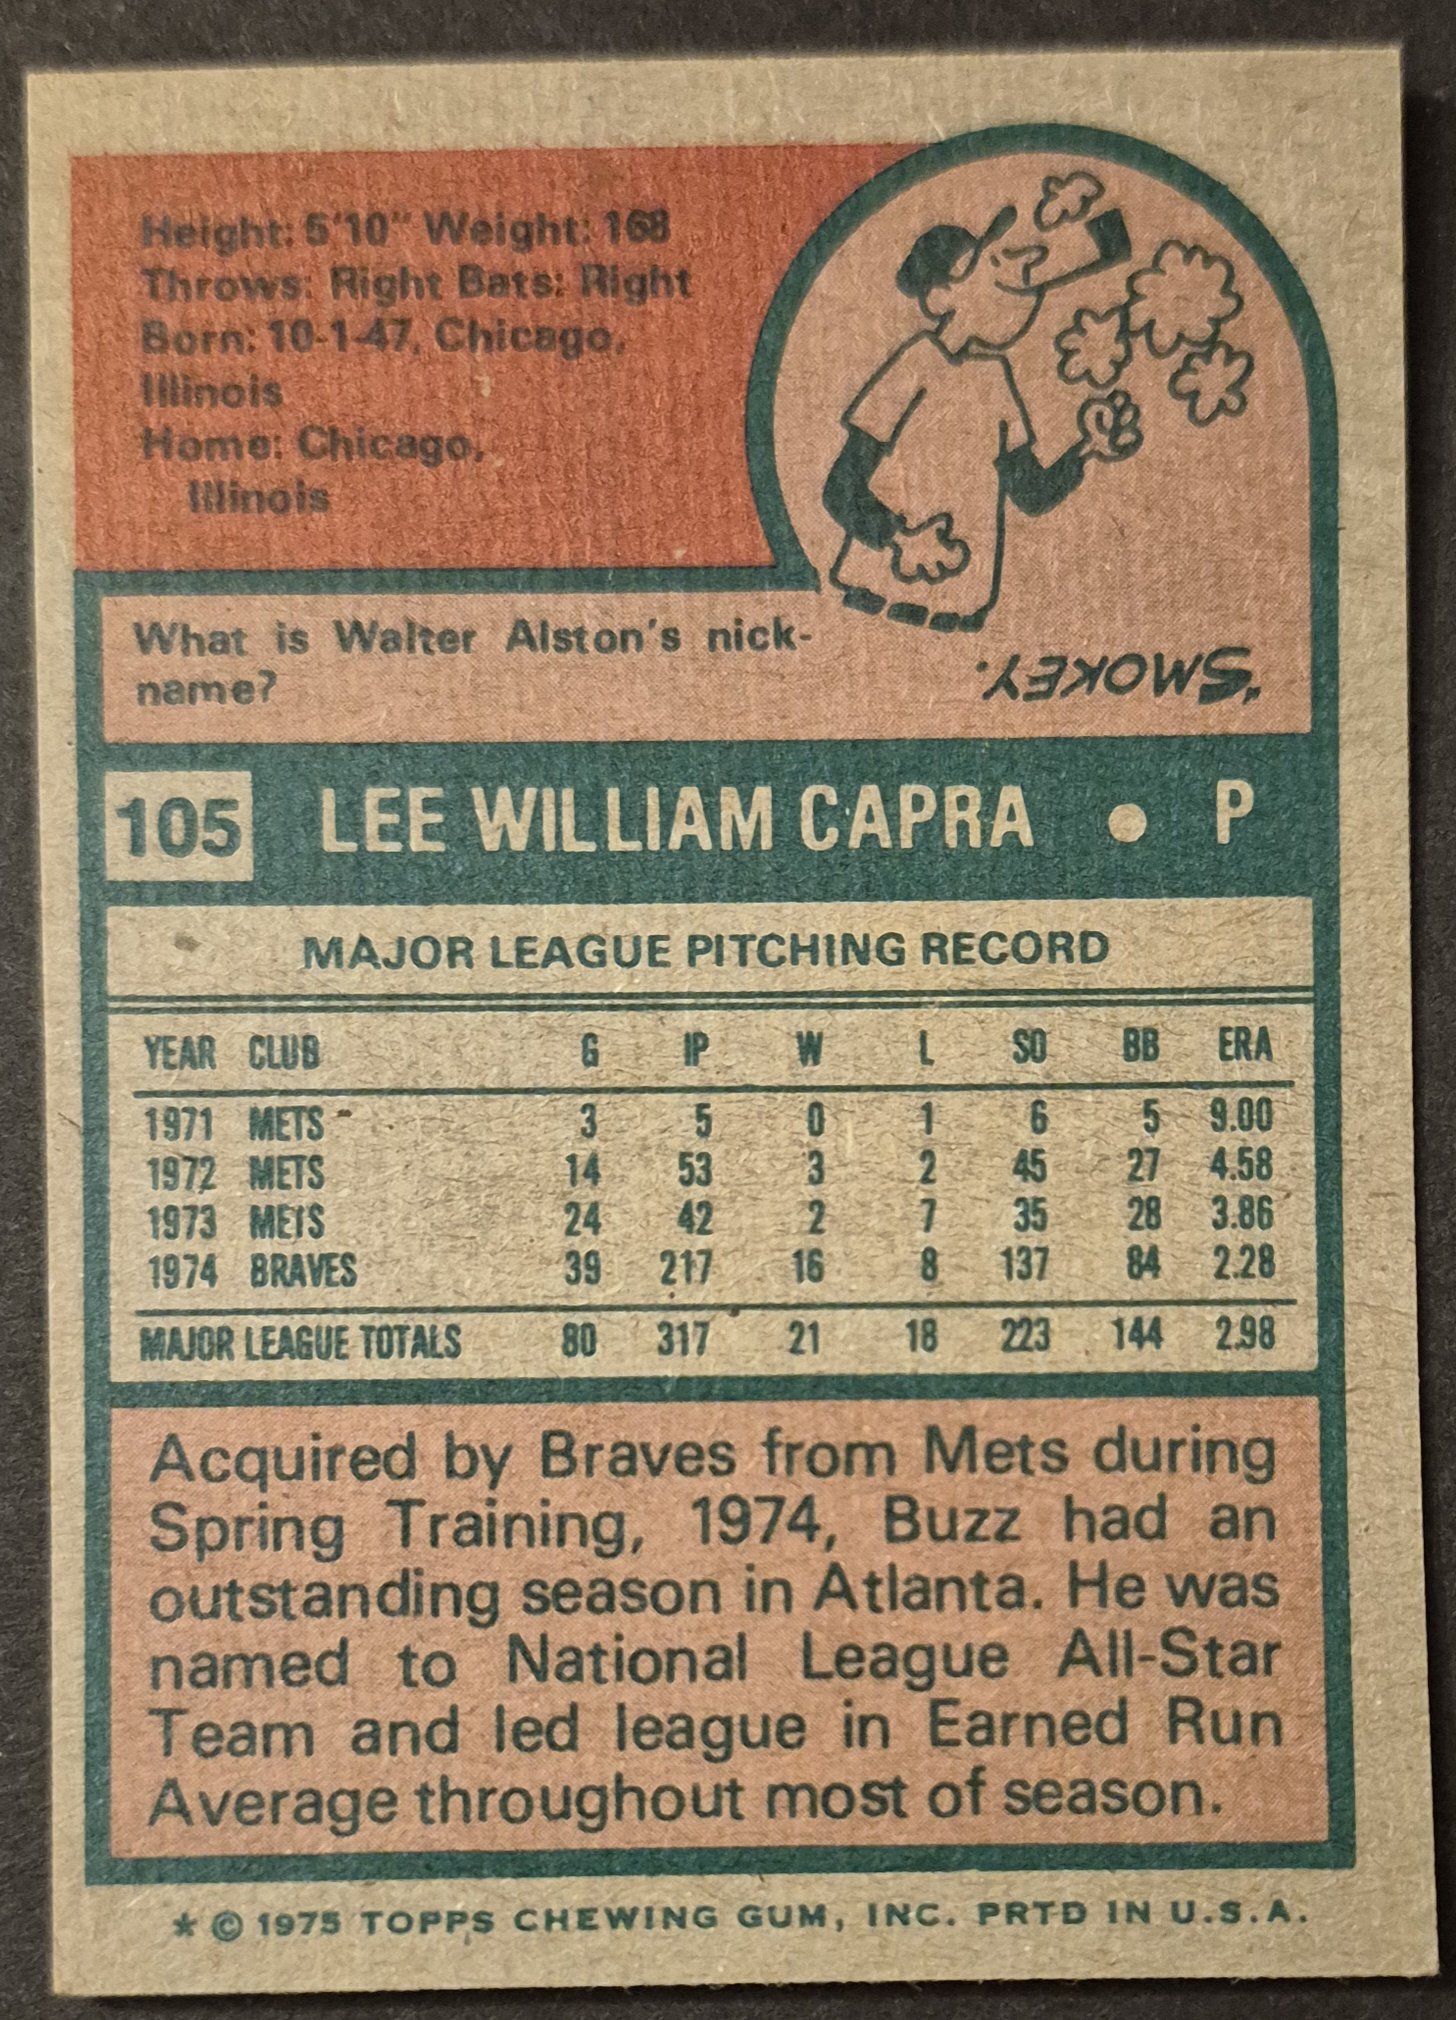 Height: 5'10" Weight: 168
Throws: Right Bats: Right
Born: 10-1-47, Chicago,
Illinois
Home: Chicago,
Illinois
What is Walter Alston's nick-
name?
"SMOKEY."
105 LEE WILLIAM CAPRA • P
MAJOR LEAGUE PITCHING RECORD
YEAR CLUB G IP W L SO BB ERA
1971 METS 3 5 0 1 6 5 9.00
1972 METS 14 53 3 2 45 27 4.58
1973 METS 24 42 2 7 35 28 3.86
1974 BRAVES 39 217 16 8 137 84 2.28
MAJOR LEAGUE TOTALS 80 317 21 18 223 144 2.98
Acquired by Braves from Mets during
Spring Training, 1974, Buzz had an
outstanding season in Atlanta. He was
named to National League All-Star
Team and led league in Earned Run
Average throughout most of season.
* © 1975 TOPPS CHEWING GUM, INC. PRTD IN U.S.A.